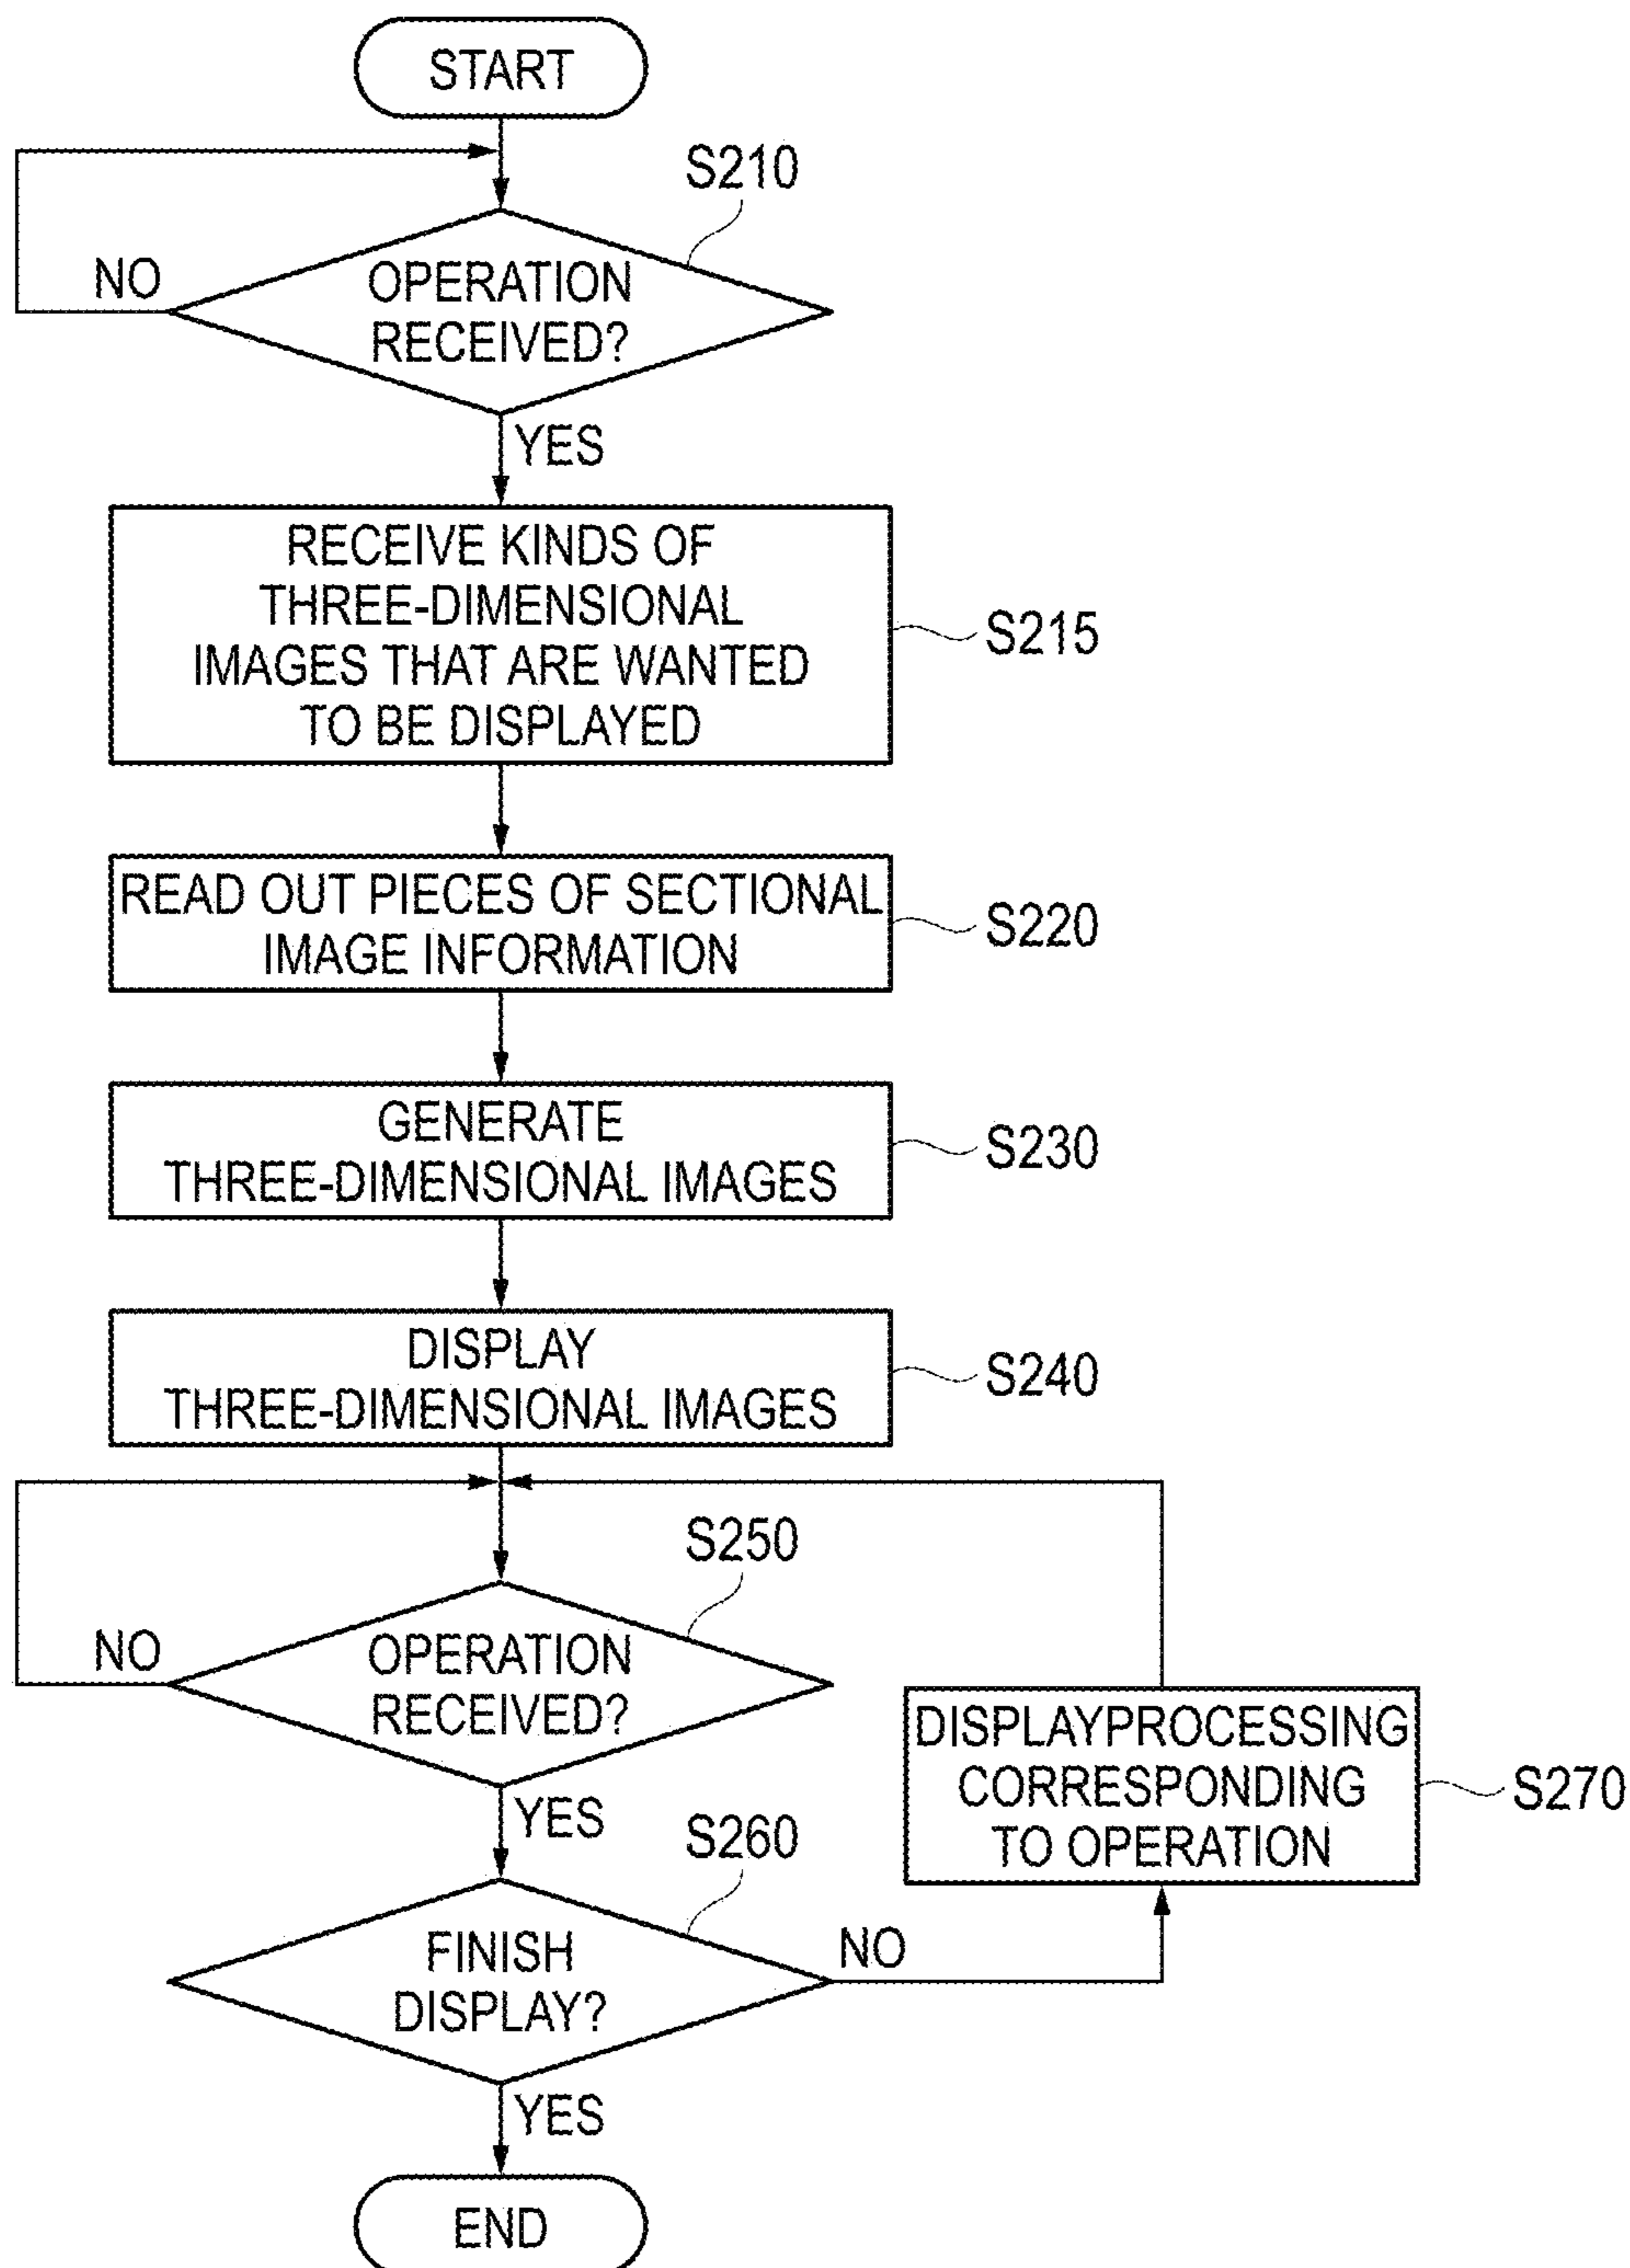 START
S210
NO
OPERATION
RECEIVED?
YES
RECEIVE KINDS OF
THREE-DIMENSIONAL
IMAGES THAT ARE WANTED
TO BE DISPLAYED
S215
READ OUT PIECES OF SECTIONAL
IMAGE INFORMATION
S220
GENERATE
THREE-DIMENSIONAL IMAGES
S230
DISPLAY
THREE-DIMENSIONAL IMAGES
S240
S250
NO
OPERATION
RECEIVED?
YES
DISPLAYPROCESSING
CORRESPONDING
TO OPERATION
S270
S260
FINISH
DISPLAY?
NO
YES
END